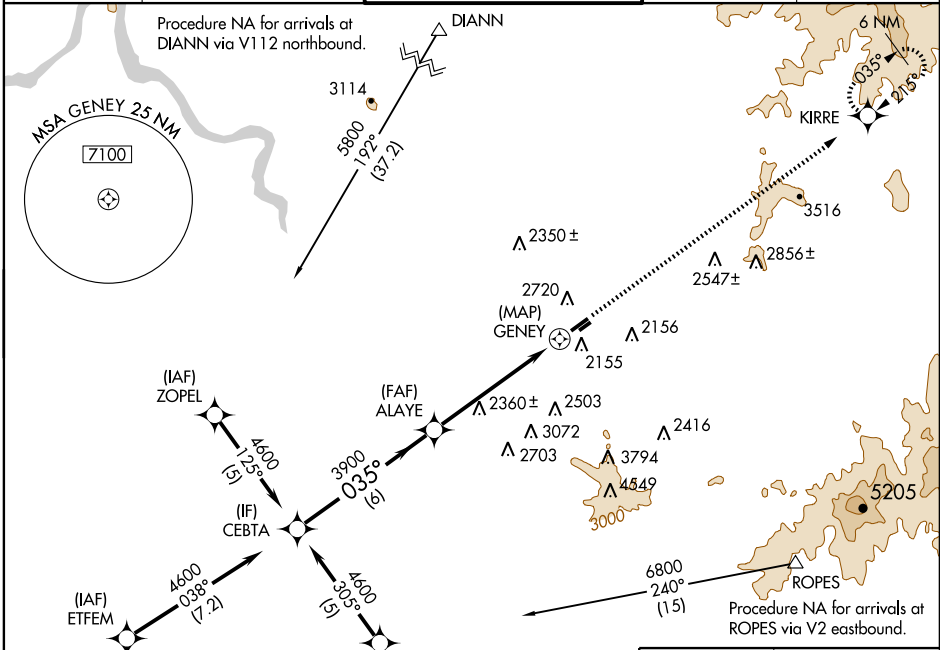 Procedure NA for arrivals at
DIANN via V112 northbound.
DIANN
6 NM
035°
215°
KIRRE
3114
MSA GENEY 25 NM
7100
5800
192°
(37.2)
3516
2350 ±
2856 ±
2547 ±
2720
(MAP)
GENEY
2156
2155
(IAF)
ZOPEL
(FAF)
ALAYE
2360 ±
2503
3072
2416
2703
3794
4549
3000
5205
4600
125°
(5)
3900
035°
(6)
(IF)
CEBTA
4600
038°
(7.2)
4600
305°
(5)
(IAF)
ETFEM
6800
240°
(15)
ROPES
Procedure NA for arrivals at
ROPES via V2 eastbound.